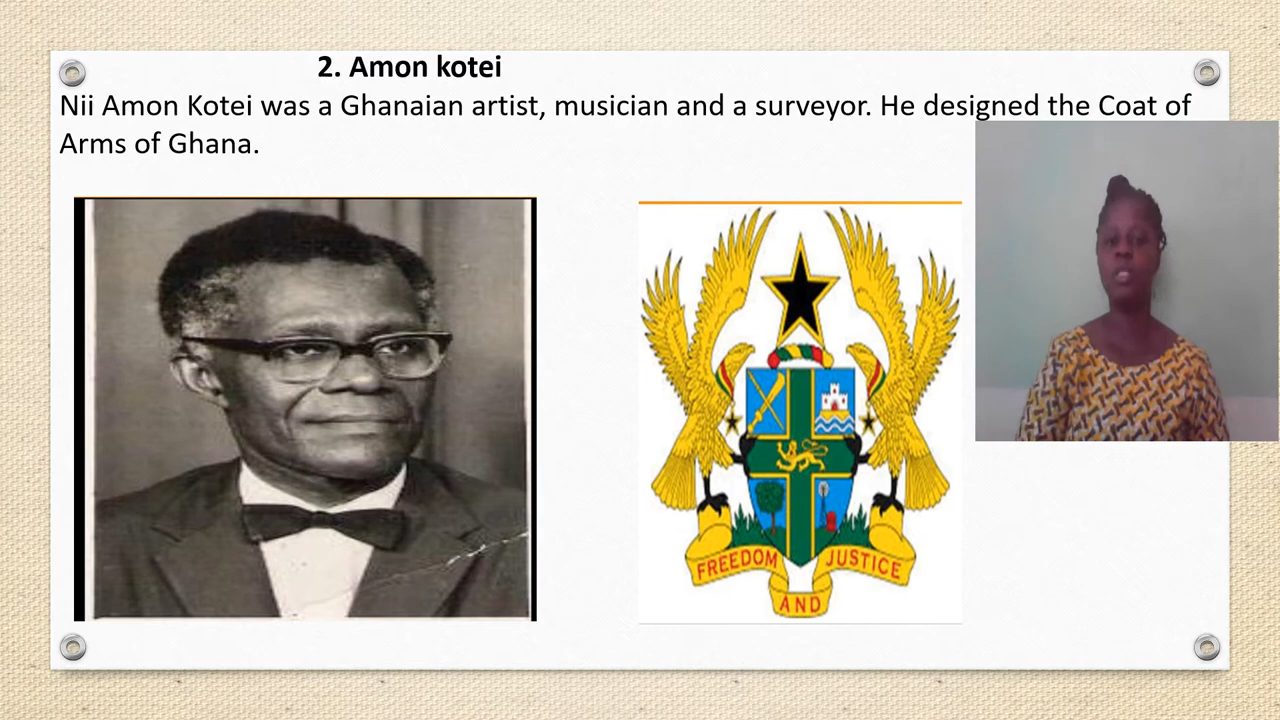 2. Amon kotei
Nii Amon Kotei was a Ghanaian artist, musician and a surveyor. He designed the Coat of
Arms of Ghana.
FREEDOM JUSTICE
AND